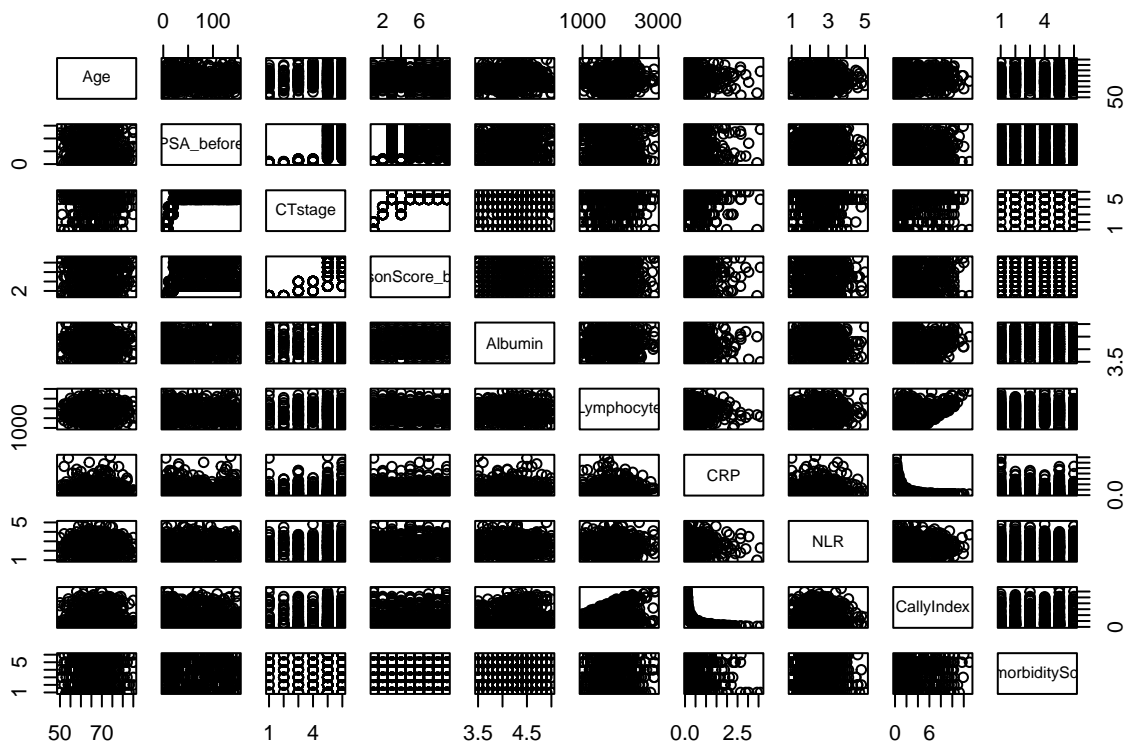 0 100 2 6 1000 3000 1 3 5 1 4
Age 50
0 PSA_before
CTstage 1 5
2 sonScore_b
Albumin 3.5
1000 Lymphocyte
CRP 0.0
1 5 NLR
CallyIndex 0
1 5 morbiditySc
50 70 1 4 3.5 4.5 0.0 2.5 0 6